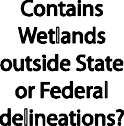 Contains
Wetlands
outside State
or Federal
delineations?